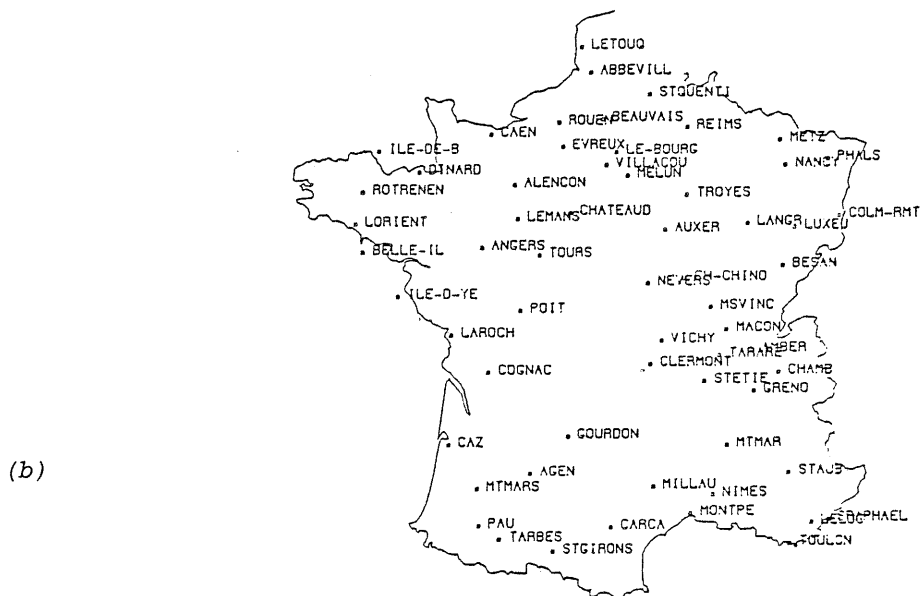 LETOUQ
ABBEVILL
STQUENTI
ROUEN
BEAUVAIS
REIMS
CAEN
METZ
EVREUX
LE-BOURG
ILE-DE-B
VILLACOU
NANCY
PHALS
DINARD
MELUN
ROTRENEN
ALENCON
TROYES
LORIENT
LEMANS
CHATEAUD
AUXER
LANGR
LUXEU
COLM-RMT
BELLE-IL
ANGERS
TOURS
BESAN
NEVERS
CH-CHINO
ILE-D-YE
POIT
MSVINC
LAROCH
MACON
VICHY
AMBER
TARARE
CLERMONT
COGNAC
STETIE
CHAMB
GRENO
CAZ
GOURDON
MTMAR
(b)
AGEN
STAUB
MTMARS
MILLAU
NIMES
MONTPE
PAU
CARCA
RAPHAEL
TARBES
TOULON
STGIRONS